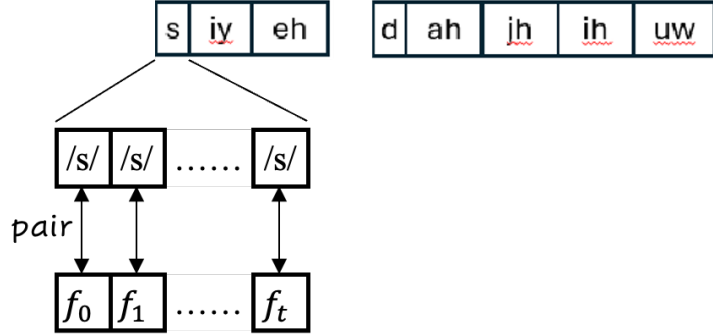 s iy eh d ah jh ih uw
/s/ /s/ ...... /s/
pair
f₀ f₁ ...... fₜ